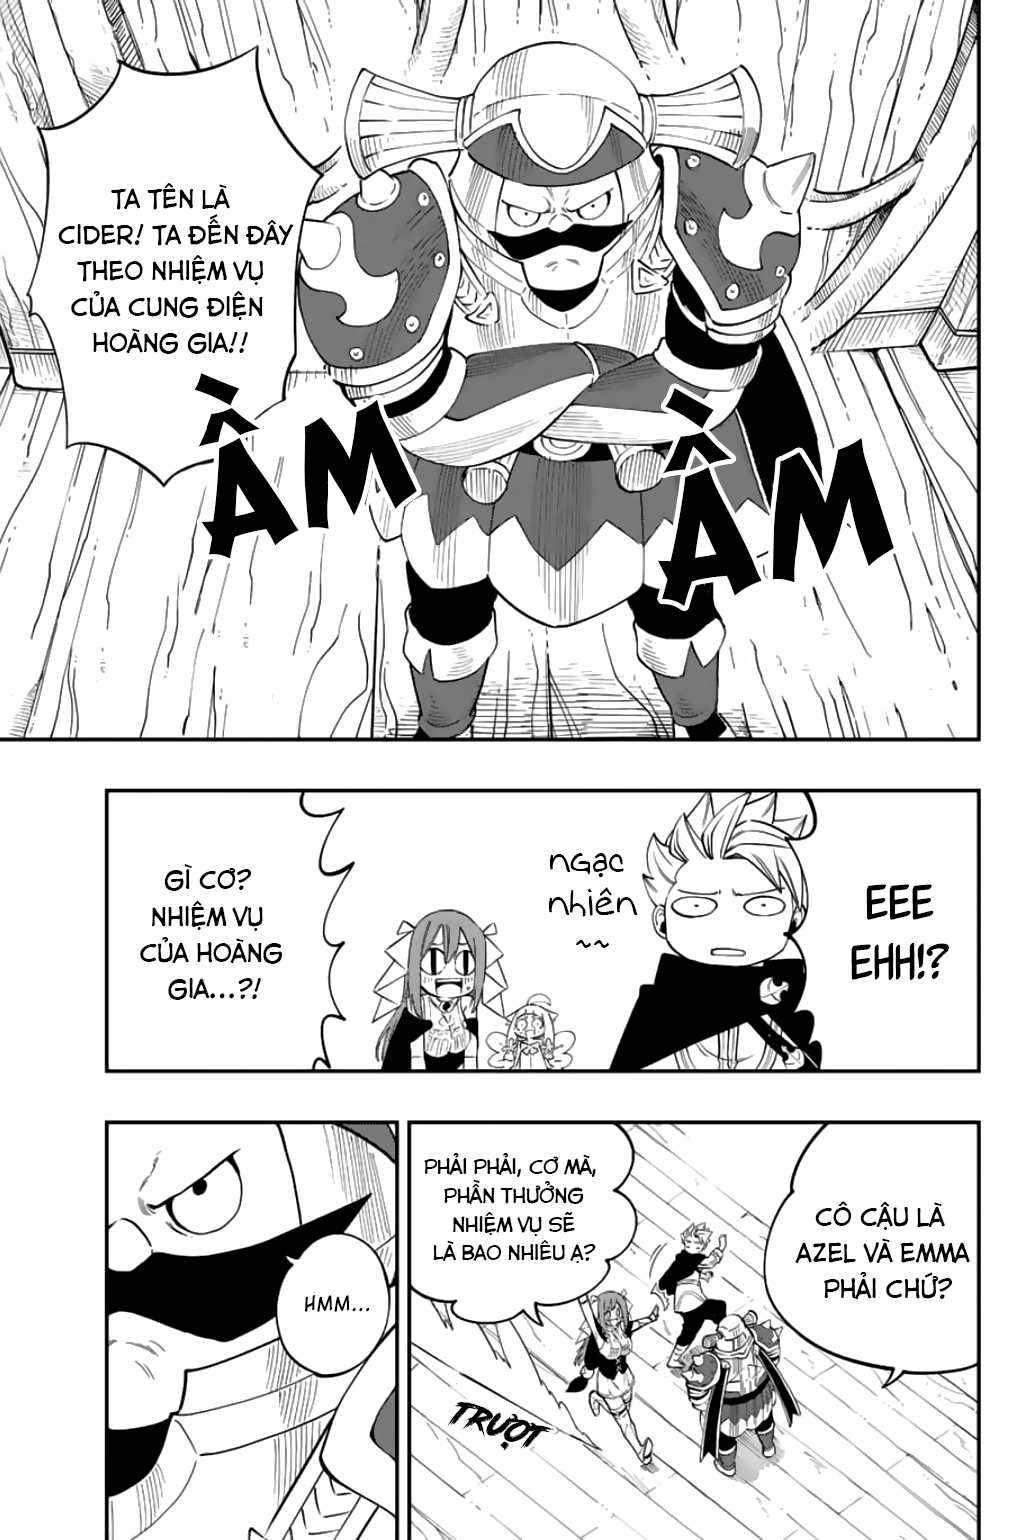 TA TÊN LÀ
CIDER! TA ĐẾN ĐÂY
THEO NHIỆM VỤ
CỦA CUNG ĐIỆN
HOÀNG GIA!!
ẦM
ẦM
EEE
EHH!?
NGẠC
NHIÊN
~~
GÌ CƠ?
NHIỆM VỤ
CỦA HOÀNG
GIA...?!
CÔ CẬU LÀ
AZEL VÀ EMMA
PHẢI CHỨ?
PHẢI PHẢI, CƠ MÀ,
PHẦN THƯỞNG
NHIỆM VỤ SẼ
LÀ BAO NHIÊU Ạ?
TRƯỢT
HMM...